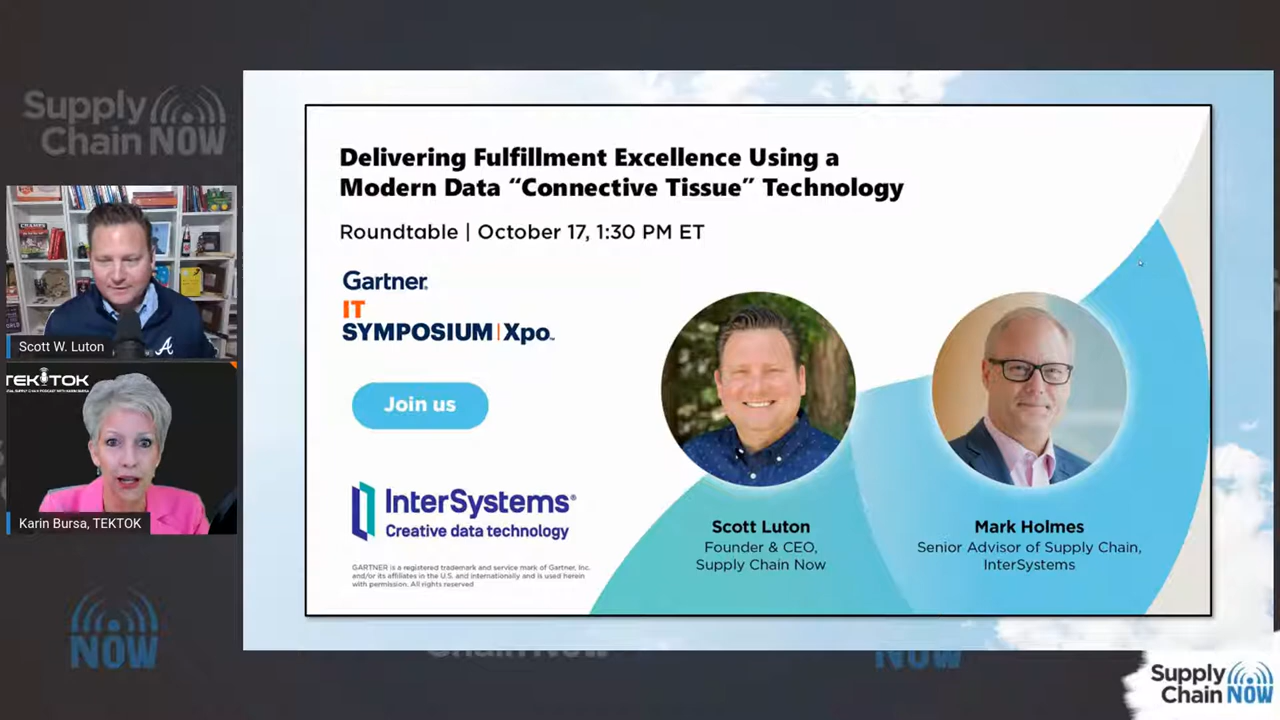 Supply
Chain NOW
Delivering Fulfillment Excellence Using a
Modern Data “Connective Tissue” Technology
Roundtable | October 17, 1:30 PM ET
Gartner®
IT
SYMPOSIUM | Xpo™
Join us
InterSystems®
Creative data technology
GARTNER is a registered trademark and service mark of Gartner, Inc.
and/or its affiliates in the U.S. and internationally and is used herein
with permission. All rights reserved
Scott Luton
Founder & CEO,
Supply Chain Now
Mark Holmes
Senior Advisor of Supply Chain,
InterSystems
Scott W. Luton
TEKTOK
Karin Bursa, TEKTOK
NOW
Chain NOW
NOW
Supply
Chain NOW